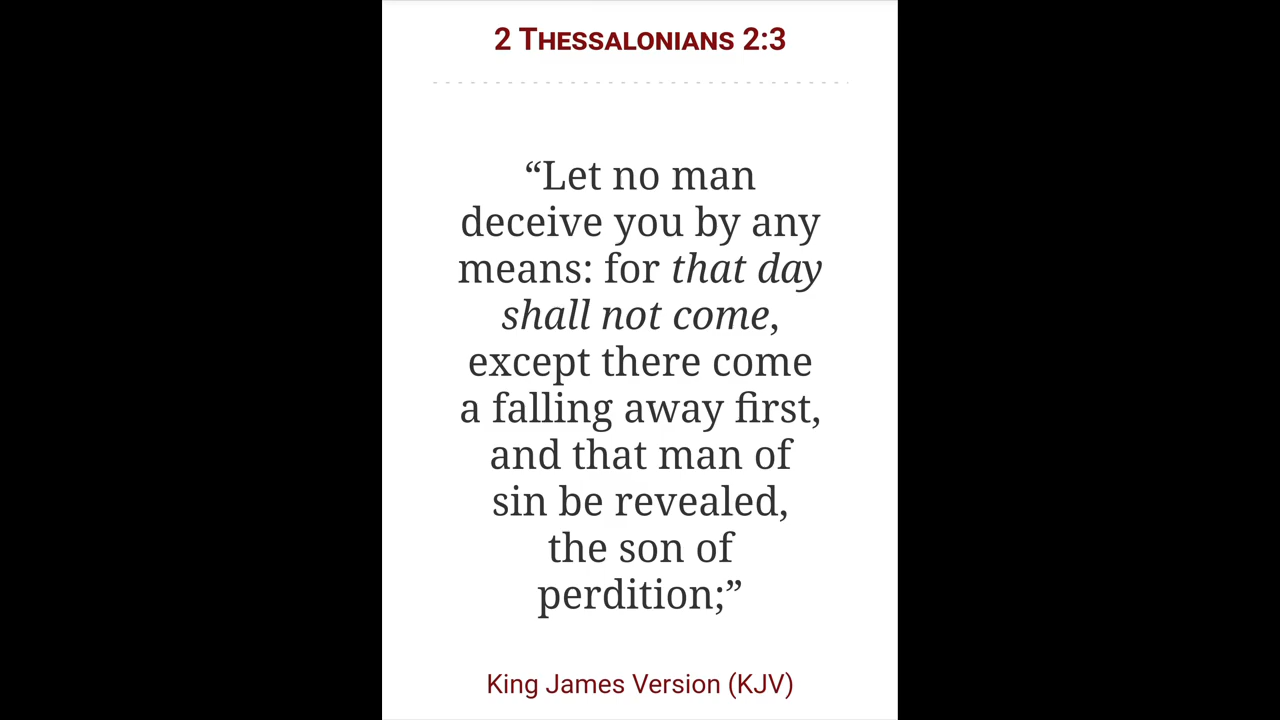 2 Thessalonians 2:3
“Let no man
deceive you by any
means: for that day
shall not come,
except there come
a falling away first,
and that man of
sin be revealed,
the son of
perdition;”
King James Version (KJV)